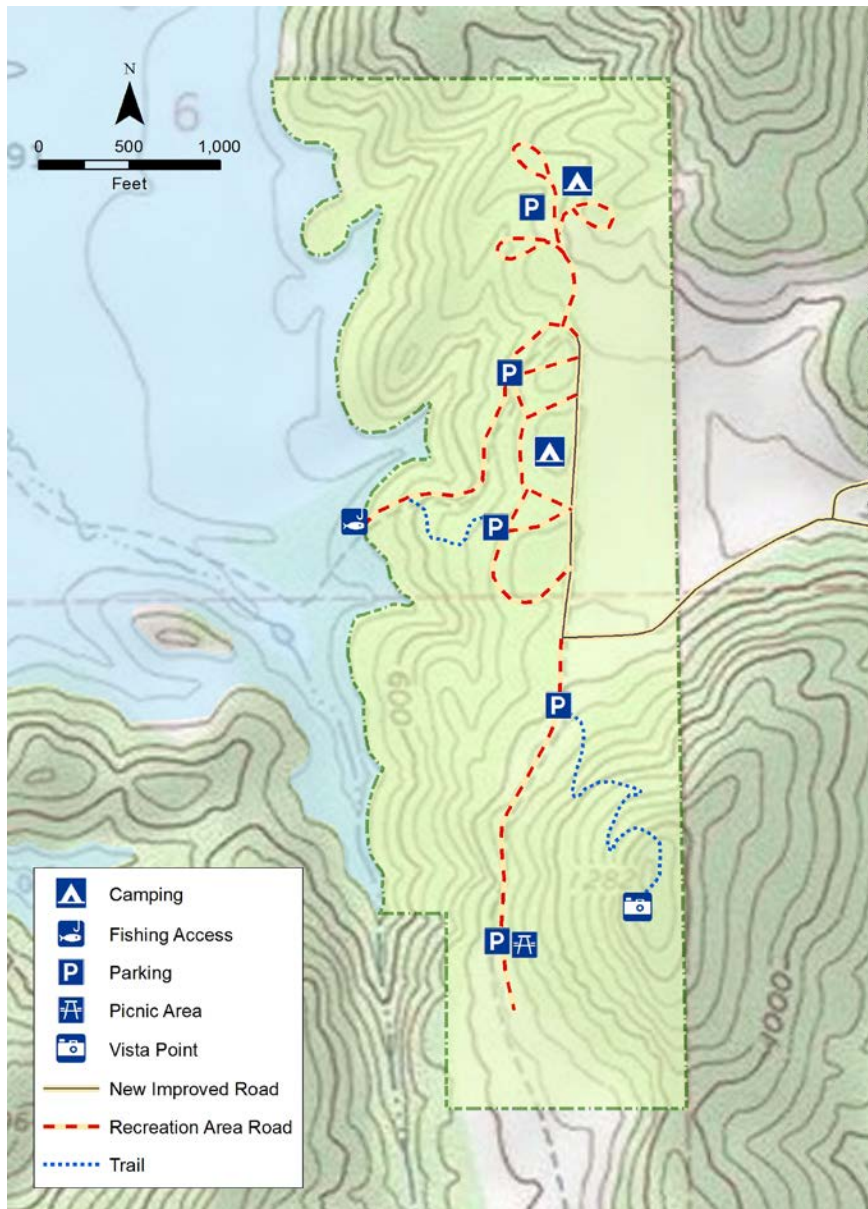 N
6
0 500 1,000
Feet
600
1000
Camping
Fishing Access
Parking
Picnic Area
Vista Point
New Improved Road
Recreation Area Road
Trail
P
P
P
P
P
P